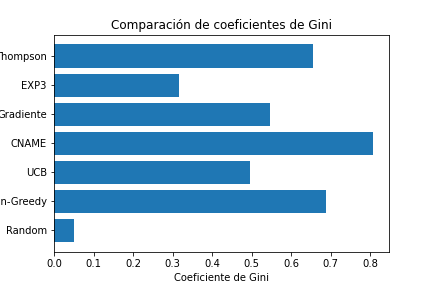 Comparación de coeficientes de Gini
Thompson
EXP3
Gradiente
CNAME
UCB
n-Greedy
Random
0.0 0.1 0.2 0.3 0.4 0.5 0.6 0.7 0.8
Coeficiente de Gini